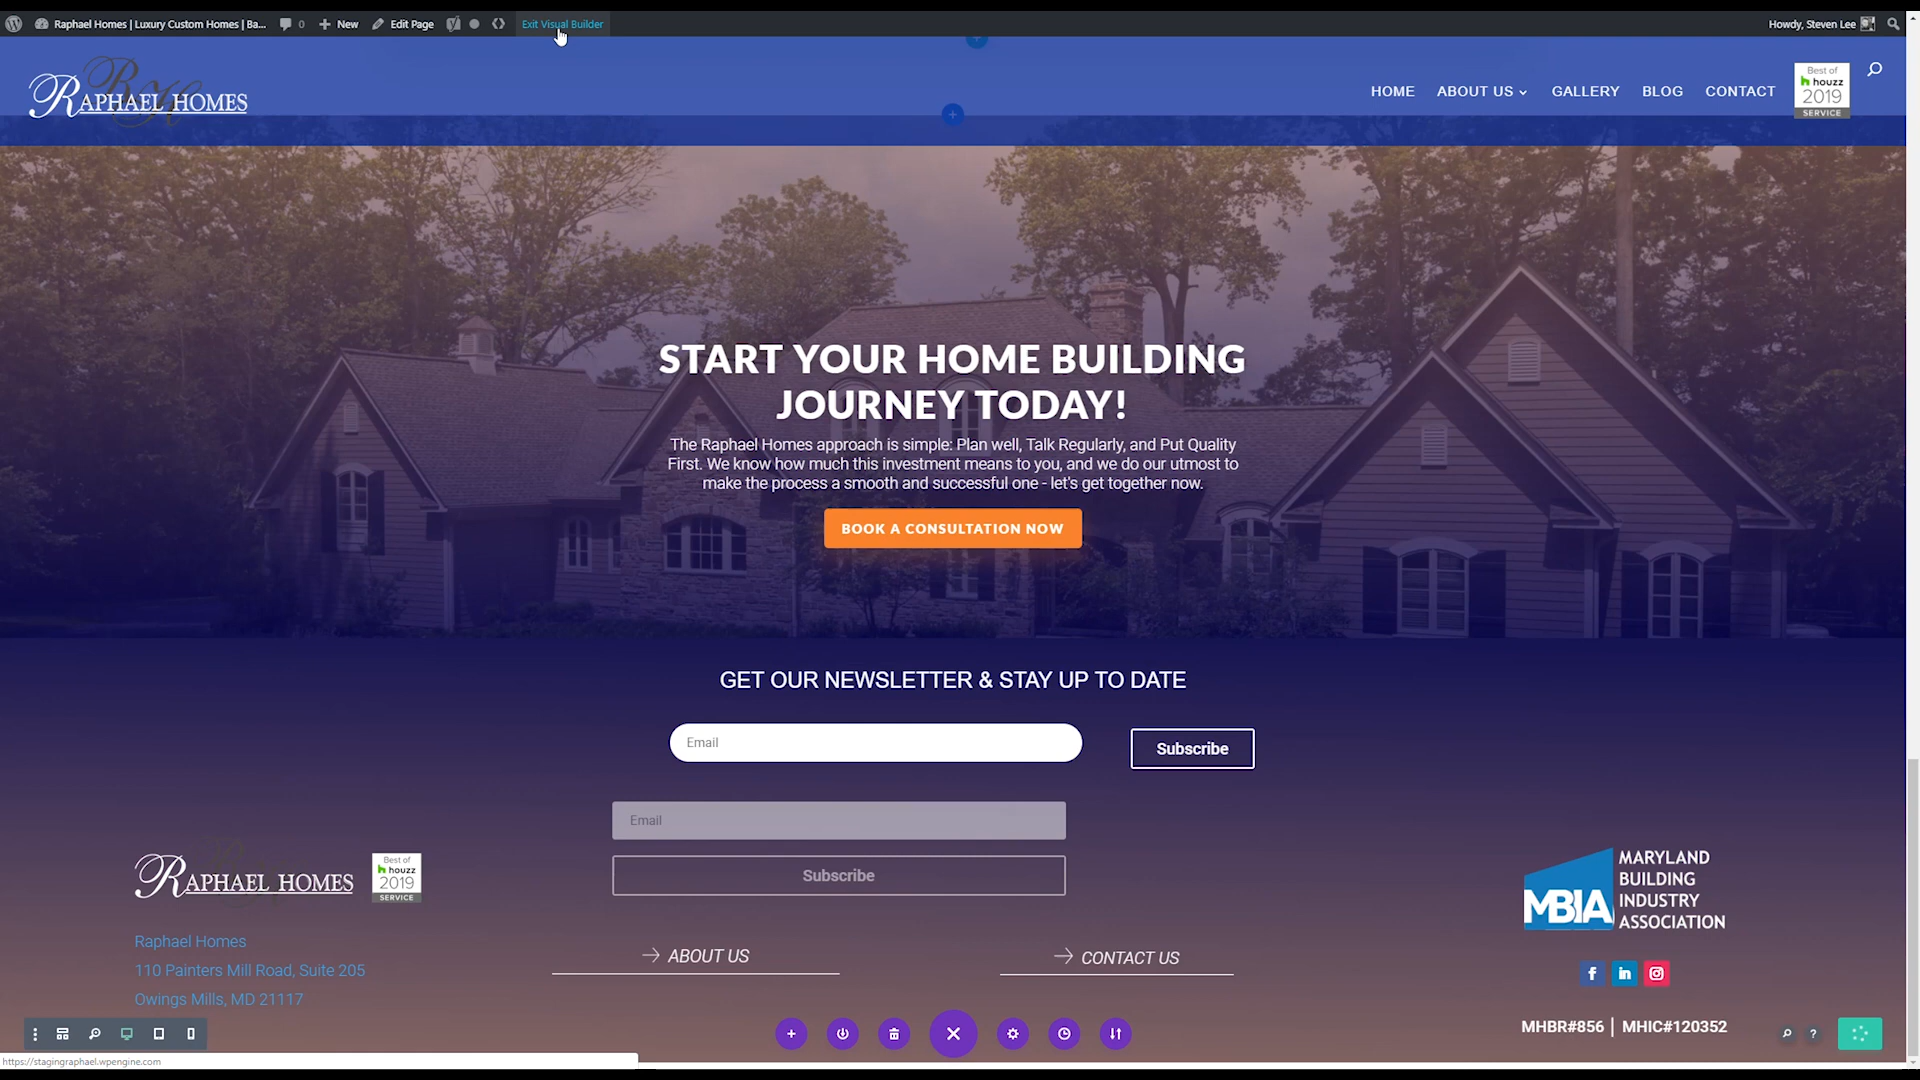 Raphael Homes | Luxury Custom Homes | Ba...
0
New
Edit Page
Exit Visual Builder
Howdy, Steven Lee
RAPHAEL HOMES
HOME
ABOUT US
GALLERY
BLOG
CONTACT
Best of
houzz
2019
SERVICE
START YOUR HOME BUILDING
JOURNEY TODAY!
The Raphael Homes approach is simple: Plan well, Talk Regularly, and Put Quality
First. We know how much this investment means to you, and we do our utmost to
make the process a smooth and successful one - let's get together now.
BOOK A CONSULTATION NOW
GET OUR NEWSLETTER & STAY UP TO DATE
Email
Subscribe
Email
Subscribe
RAPHAEL HOMES
Best of
houzz
2019
SERVICE
Raphael Homes
110 Painters Mill Road, Suite 205
Owings Mills, MD 21117
ABOUT US
CONTACT US
MBIA
MARYLAND
BUILDING
INDUSTRY
ASSOCIATION
MHBR#856 | MHIC#120352
https://stagingraphael.wpengine.com